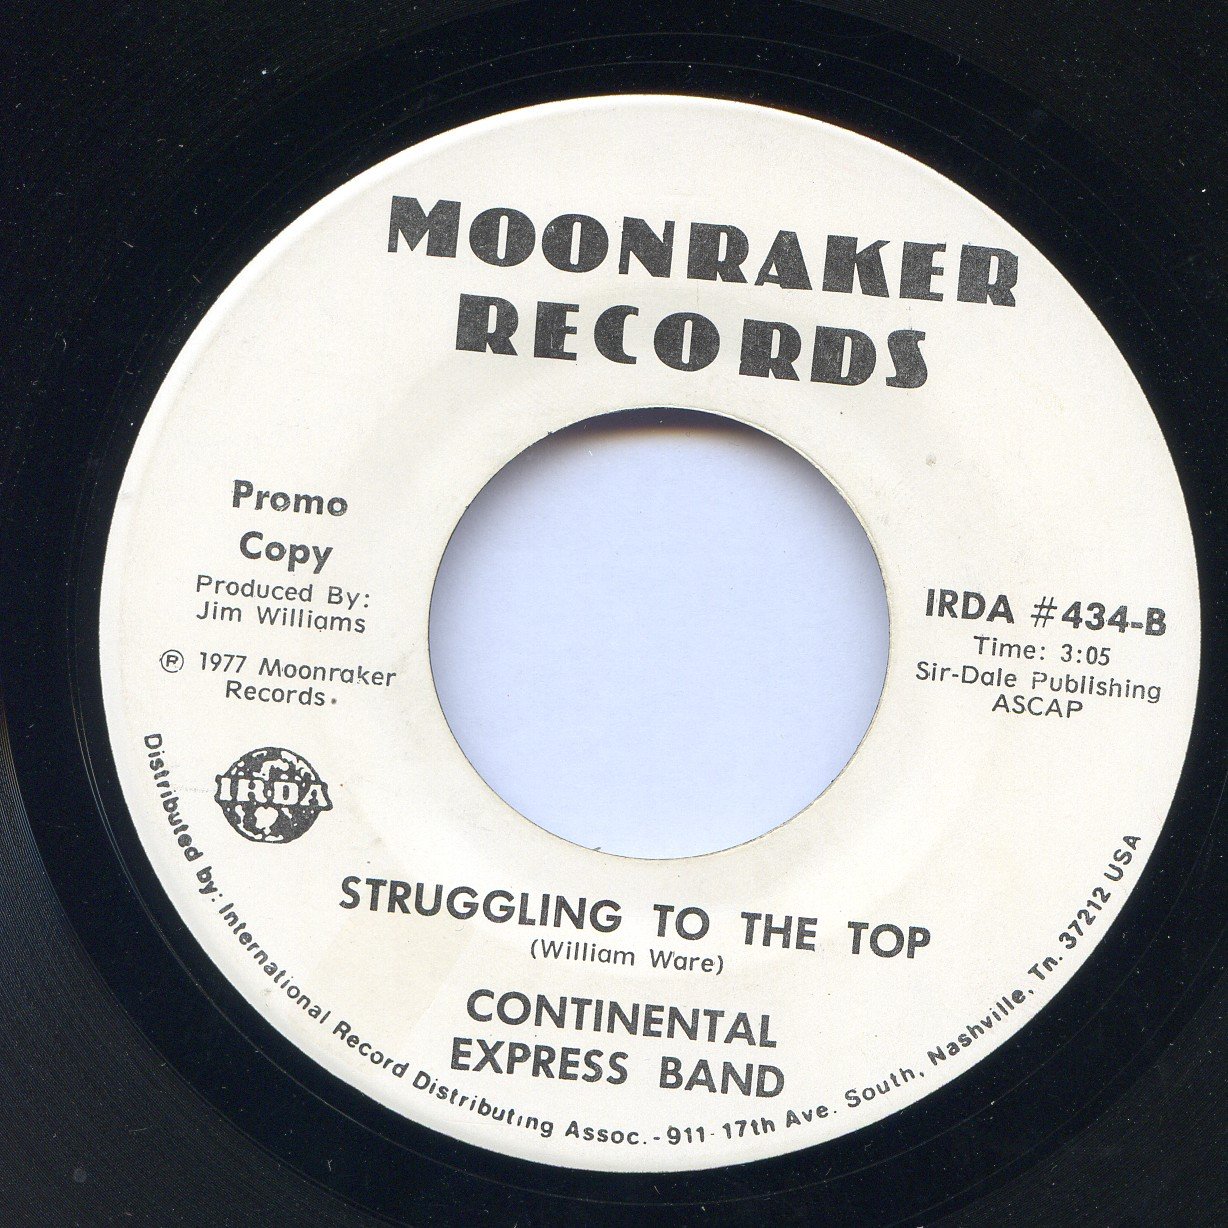 MOONRAKER
RECORDS
Promo
Copy
Produced By:
Jim Williams
Ⓟ 1977 Moonraker
Records.
IRDA #434-B
Time: 3:05
Sir-Dale Publishing
ASCAP
IRDA
STRUGGLING TO THE TOP
(William Ware)
CONTINENTAL
EXPRESS BAND
Distributed by: International Record Distributing Assoc. - 911 - 17th Ave. South, Nashville, Tn. 37212 USA